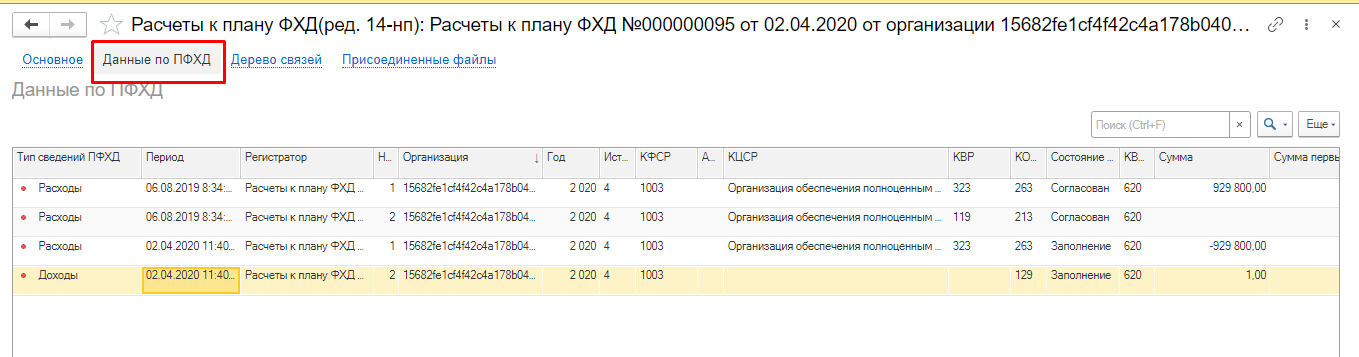 Расчеты к плану ФХД(ред. 14-нп): Расчеты к плану ФХД №000000095 от 02.04.2020 от организации 15682fe1cf4f42c4a178b040...
Основное Данные по ПФХД Дерево связей Присоединенные файлы
Данные по ПФХД
Поиск (Ctrl+F) × Еще
Тип сведений ПФХД Период Регистратор Н... Организация ↓ Год Ист... КФСР А... КЦСР КВР КО... Состояние ... КВ... Сумма Сумма первы
Расходы 06.08.2019 8:34:... Расчеты к плану ФХД ... 1 15682fe1cf4f42c4a178b04... 2 020 4 1003 Организация обеспечения полноценным ... 323 263 Согласован 620 929 800,00
Расходы 06.08.2019 8:34:... Расчеты к плану ФХД ... 2 15682fe1cf4f42c4a178b04... 2 020 4 1003 Организация обеспечения полноценным ... 119 213 Согласован 620
Расходы 02.04.2020 11:40... Расчеты к плану ФХД ... 1 15682fe1cf4f42c4a178b04... 2 020 4 1003 Организация обеспечения полноценным ... 323 263 Заполнение 620 -929 800,00
Доходы 02.04.2020 11:40... Расчеты к плану ФХД ... 2 15682fe1cf4f42c4a178b04... 2 020 4 1003 129 Заполнение 620 1,00